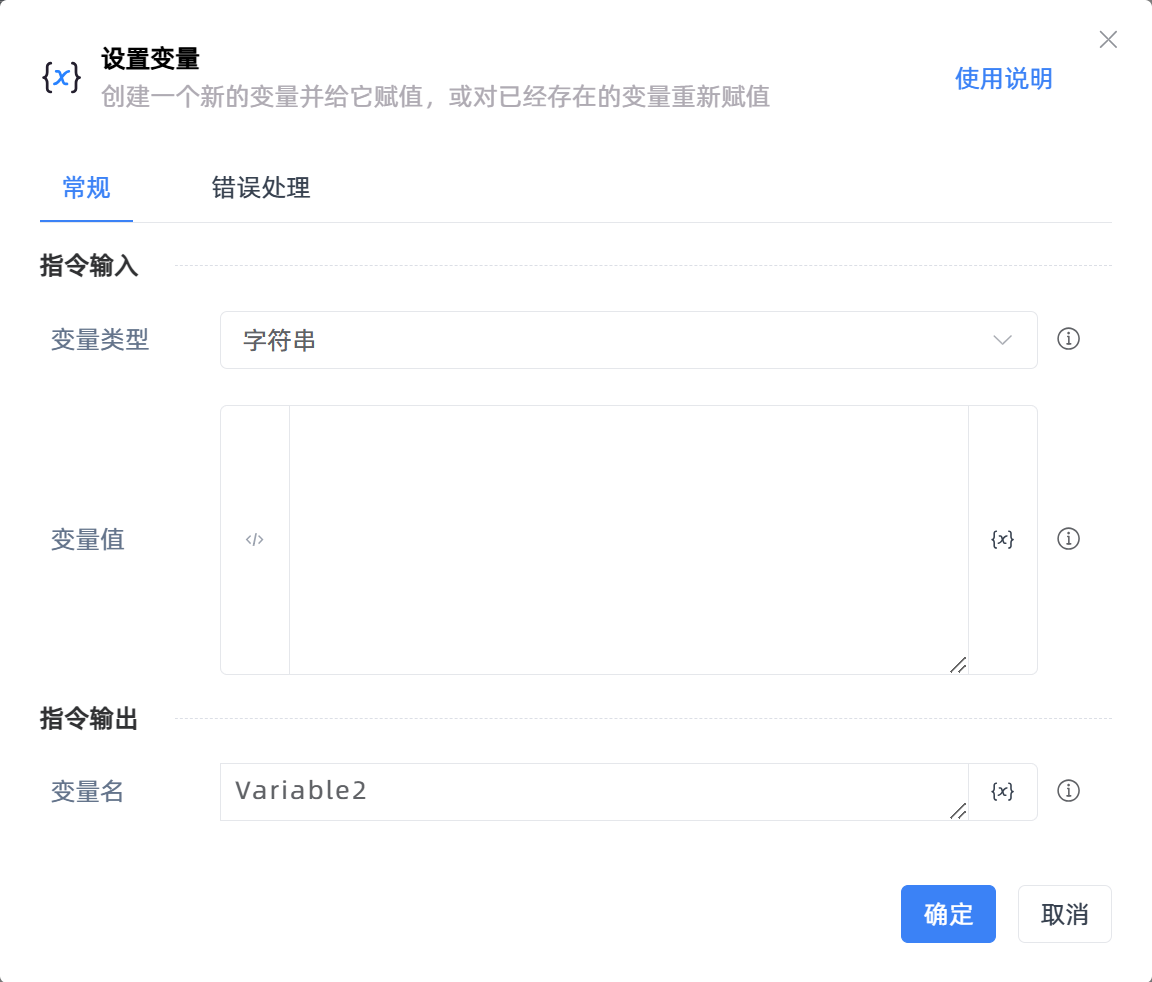 {x}
设置变量
创建一个新的变量并给它赋值，或对已经存在的变量重新赋值
使用说明
常规
错误处理
指令输入
变量类型
字符串
变量值
</>
{x}
指令输出
变量名
Variable2
{x}
确定
取消